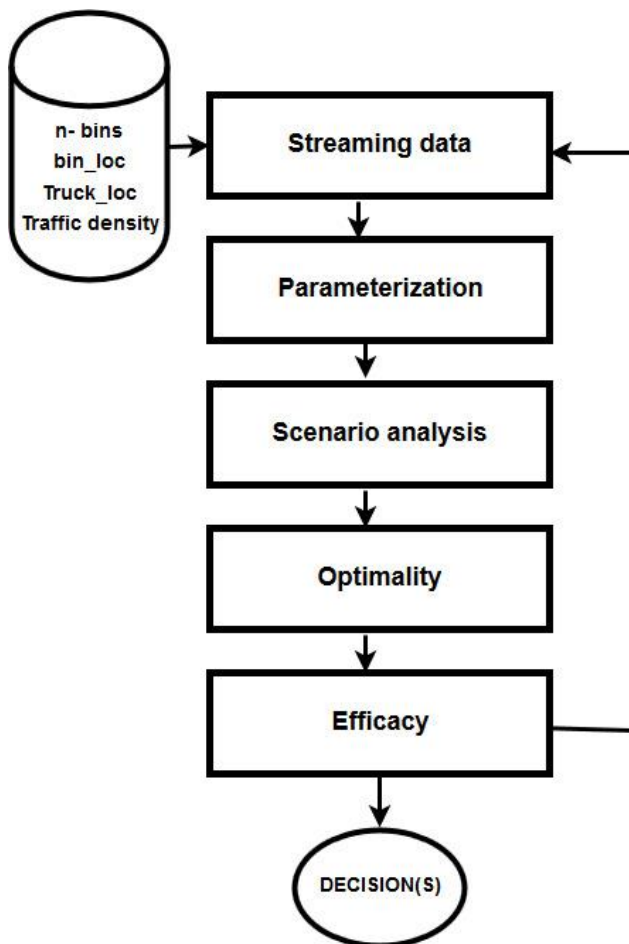 n- bins
bin_loc
Truck_loc
Traffic density
Streaming data
Parameterization
Scenario analysis
Optimality
Efficacy
DECISION(S)